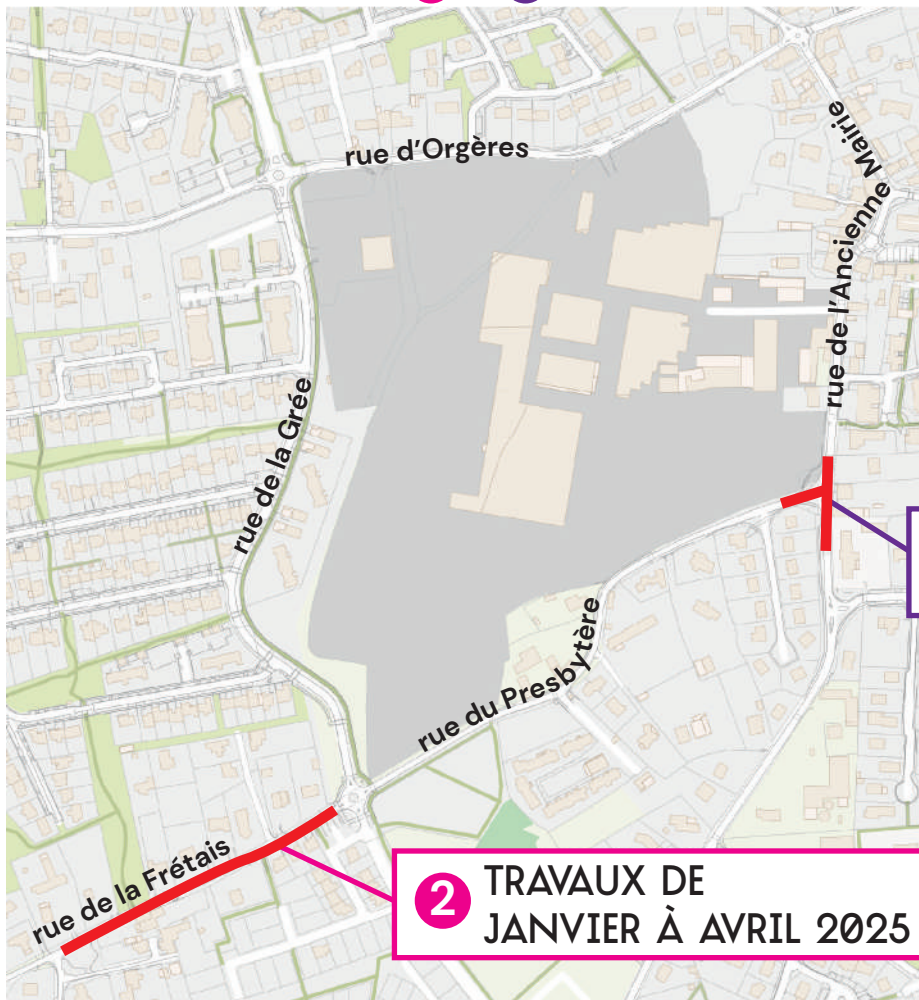 rue d'Orgères
rue de l'Ancienne Mairie
rue de la Grée
rue du Presbytère
rue de la Frétais
2 TRAVAUX DE
JANVIER À AVRIL 2025